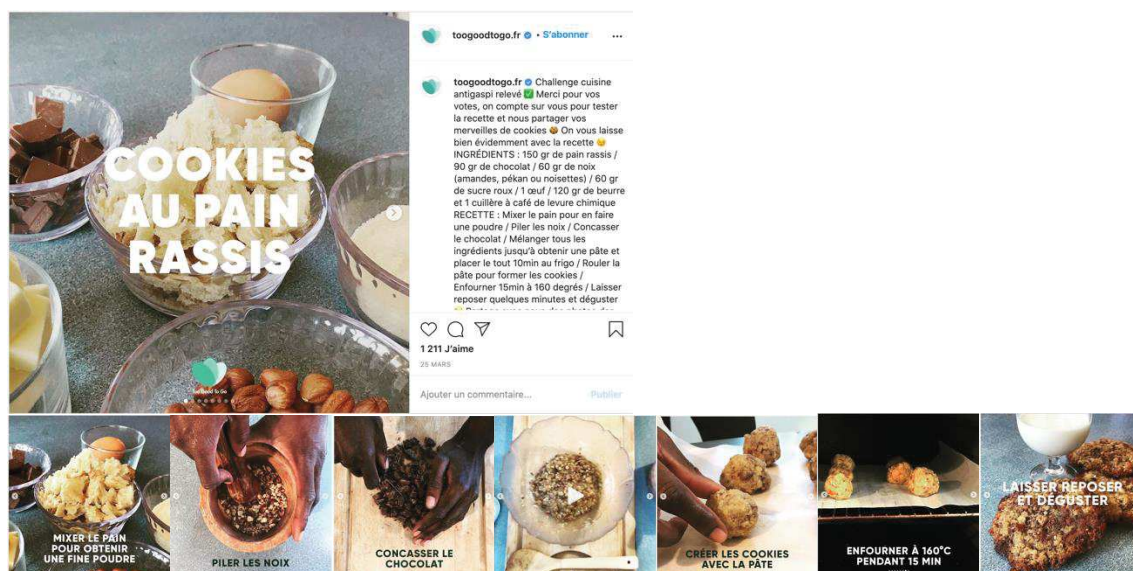 COOKIES
AU PAIN
RASSIS
Too Good To Go
toogoodtogo.fr • S'abonner
toogoodtogo.fr Challenge cuisine
antigaspi relevé ✅ Merci pour vos
votes, on compte sur vous pour tester
la recette et nous partager vos
merveilles de cookies 🍪 On vous laisse
bien évidemment avec la recette 😏
INGRÉDIENTS : 150 gr de pain rassis /
90 gr de chocolat / 60 gr de noix
(amandes, pékan ou noisettes) / 60 gr
de sucre roux / 1 œuf / 120 gr de beurre
et 1 cuillère à café de levure chimique
RECETTE : Mixer le pain pour en faire
une poudre / Piler les noix / Concasser
le chocolat / Mélanger tous les
ingrédients jusqu'à obtenir une pâte et
placer le tout 10min au frigo / Rouler la
pâte pour former les cookies /
Enfourner 15min à 160 degrés / Laisser
reposer quelques minutes et déguster
1 211 J'aime
25 MARS
Ajouter un commentaire... Publier
MIXER LE PAIN
POUR OBTENIR
UNE FINE POUDRE
PILER LES NOIX
CONCASSER LE
CHOCOLAT
CRÉER LES COOKIES
AVEC LA PÂTE
ENFOURNER À 160°C
PENDANT 15 MIN
LAISSER REPOSER
ET DÉGUSTER